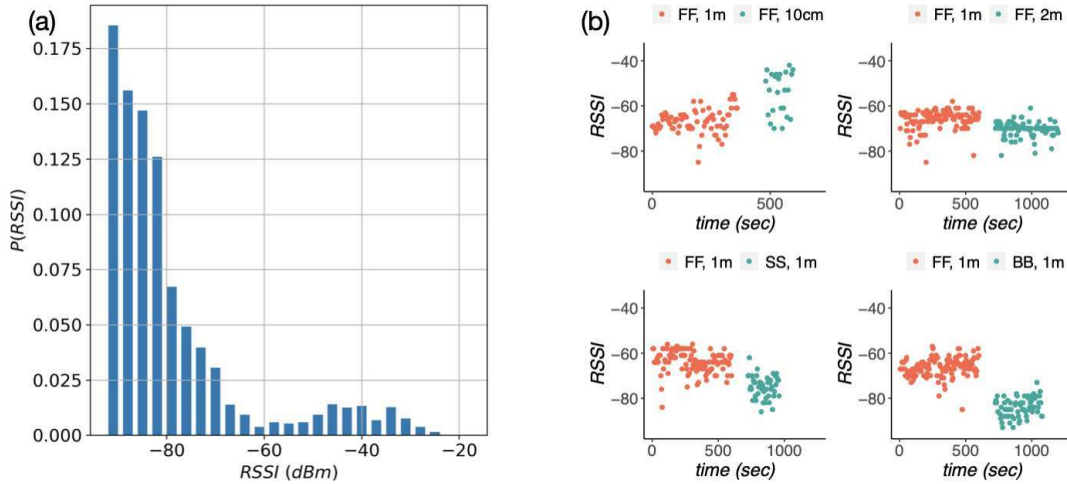 (a)
P(RSSI)
0.175
0.150
0.125
0.100
0.075
0.050
0.025
0.000
−80 −60 −40 −20
RSSI (dBm)
(b)
FF, 1m FF, 10cm
RSSI
−40
−60
−80
0 500
time (sec)
FF, 1m FF, 2m
RSSI
−40
−60
−80
0 500 1000
time (sec)
FF, 1m SS, 1m
RSSI
−40
−60
−80
0 500 1000
time (sec)
FF, 1m BB, 1m
RSSI
−40
−60
−80
0 500 1000
time (sec)